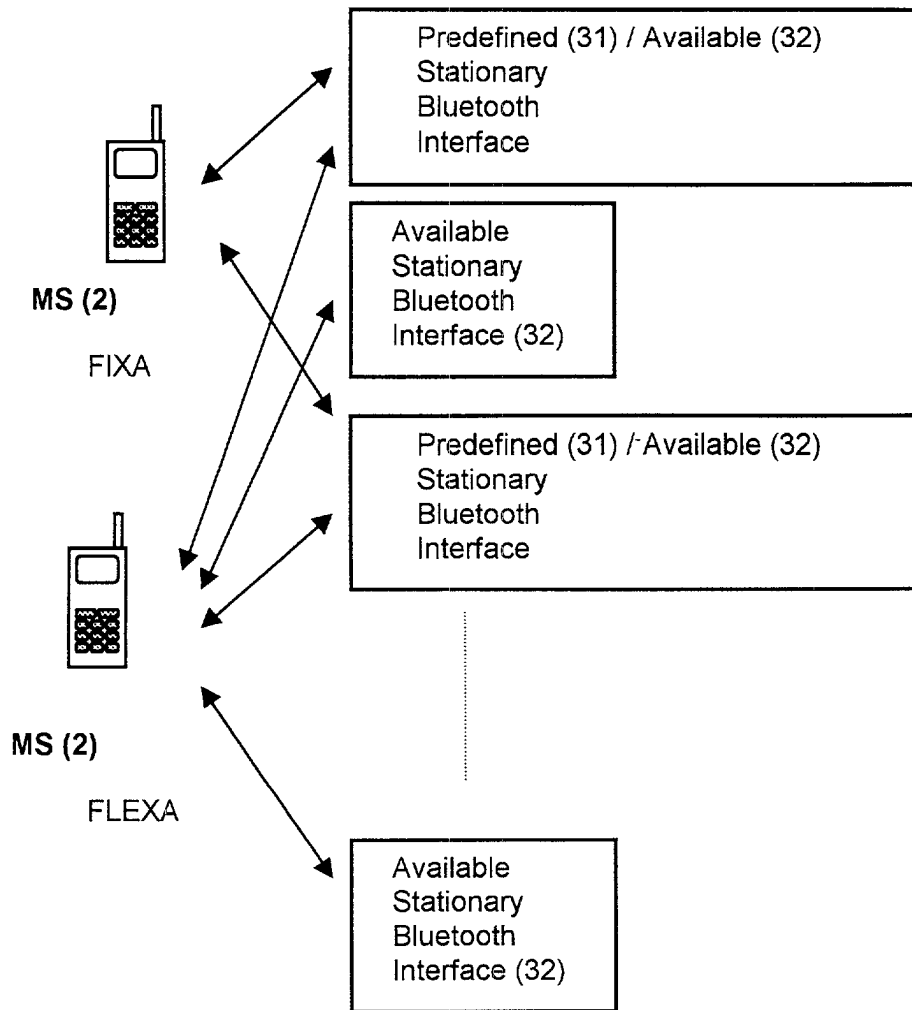 Predefined (31) / Available (32)
Stationary
Bluetooth
Interface
MS (2)
FIXA
Available
Stationary
Bluetooth
Interface (32)
Predefined (31) / Available (32)
Stationary
Bluetooth
Interface
MS (2)
FLEXA
Available
Stationary
Bluetooth
Interface (32)